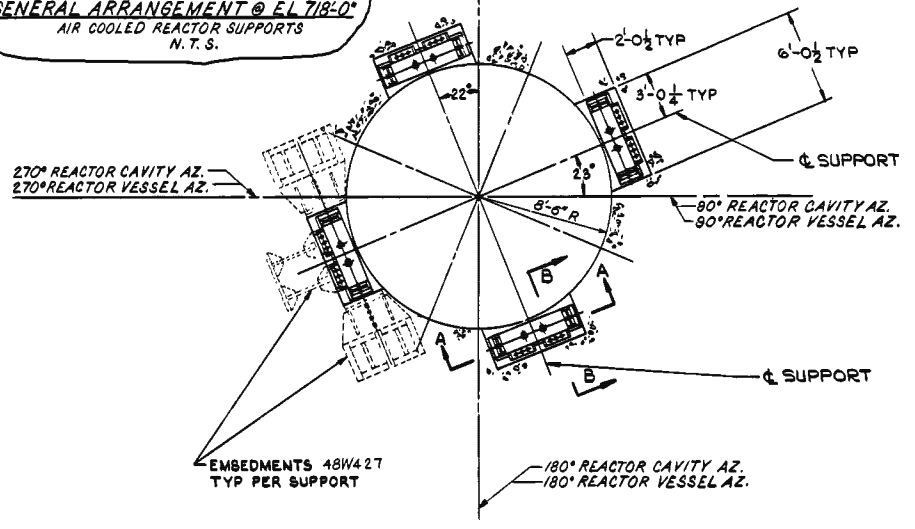 GENERAL ARRANGEMENT @ EL 718'-0"
AIR COOLED REACTOR SUPPORTS
N.T.S.
2'-0½ TYP
6'-0½ TYP
3'-0¼ TYP
22°
℄ SUPPORT
23°
270° REACTOR CAVITY AZ.
270° REACTOR VESSEL AZ.
90° REACTOR CAVITY AZ.
90° REACTOR VESSEL AZ.
8'-6" R
B
A
A
B
℄ SUPPORT
EMBEDMENTS 48W427
TYP PER SUPPORT
180° REACTOR CAVITY AZ.
180° REACTOR VESSEL AZ.